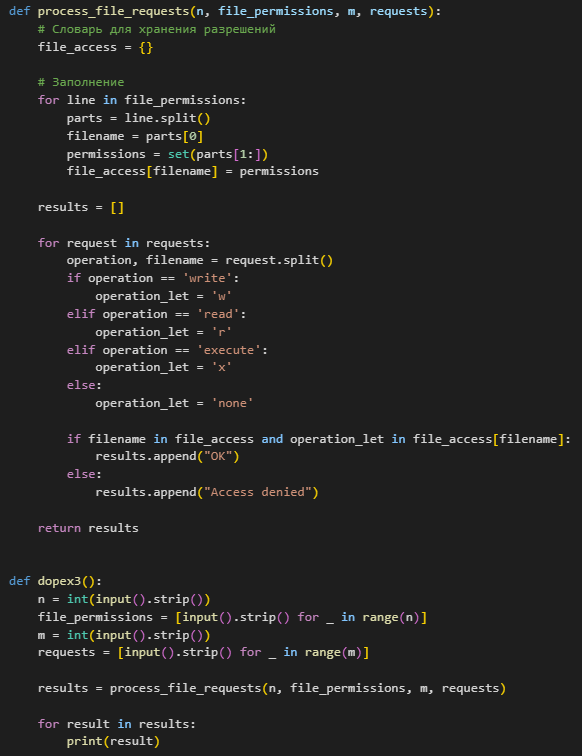 def process_file_requests(n, file_permissions, m, requests):
    # Словарь для хранения разрешений
    file_access = {}

    # Заполнение
    for line in file_permissions:
        parts = line.split()
        filename = parts[0]
        permissions = set(parts[1:])
        file_access[filename] = permissions

    results = []

    for request in requests:
        operation, filename = request.split()
        if operation == 'write':
            operation_let = 'w'
        elif operation == 'read':
            operation_let = 'r'
        elif operation == 'execute':
            operation_let = 'x'
        else:
            operation_let = 'none'

        if filename in file_access and operation_let in file_access[filename]:
            results.append("OK")
        else:
            results.append("Access denied")

    return results


def dopex3():
    n = int(input().strip())
    file_permissions = [input().strip() for _ in range(n)]
    m = int(input().strip())
    requests = [input().strip() for _ in range(m)]

    results = process_file_requests(n, file_permissions, m, requests)

    for result in results:
        print(result)